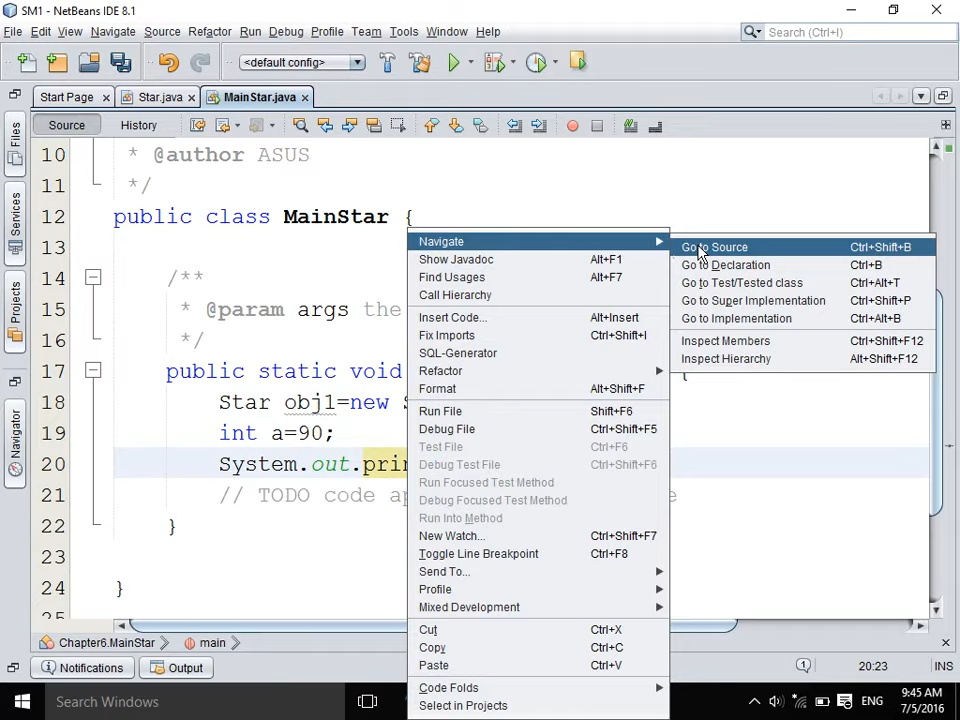 SM1 - NetBeans IDE 8.1
File Edit View Navigate Source Refactor Run Debug Profile Team Tools Window Help
Search (Ctrl+I)
<default config>
Start Page Star.java MainStar.java
Source History
Files
Services
Projects
Navigator
10 * @author ASUS
11 */
12 public class MainStar {
13
14 /**
15 * @param args the
16 */
17 public static void {
18 Star obj1=new S
19 int a=90;
20 System.out.prin
21 // TODO code ap e
22 }
23
24 }
25
Navigate
Show Javadoc Alt+F1
Find Usages Alt+F7
Call Hierarchy
Insert Code... Alt+Insert
Fix Imports Ctrl+Shift+I
SQL-Generator
Refactor
Format Alt+Shift+F
Run File Shift+F6
Debug File Ctrl+Shift+F5
Test File Ctrl+F6
Debug Test File Ctrl+Shift+F6
Run Focused Test Method
Debug Focused Test Method
Run Into Method
New Watch... Ctrl+Shift+F7
Toggle Line Breakpoint Ctrl+F8
Send To...
Profile
Mixed Development
Cut Ctrl+X
Copy Ctrl+C
Paste Ctrl+V
Code Folds
Select in Projects
Go to Source Ctrl+Shift+B
Go to Declaration Ctrl+B
Go to Test/Tested class Ctrl+Alt+T
Go to Super Implementation Ctrl+Shift+P
Go to Implementation Ctrl+Alt+B
Inspect Members Ctrl+Shift+F12
Inspect Hierarchy Alt+Shift+F12
Chapter6.MainStar main
Notifications Output
1 20:23 INS
Search Windows
ENG
9:45 AM
7/5/2016